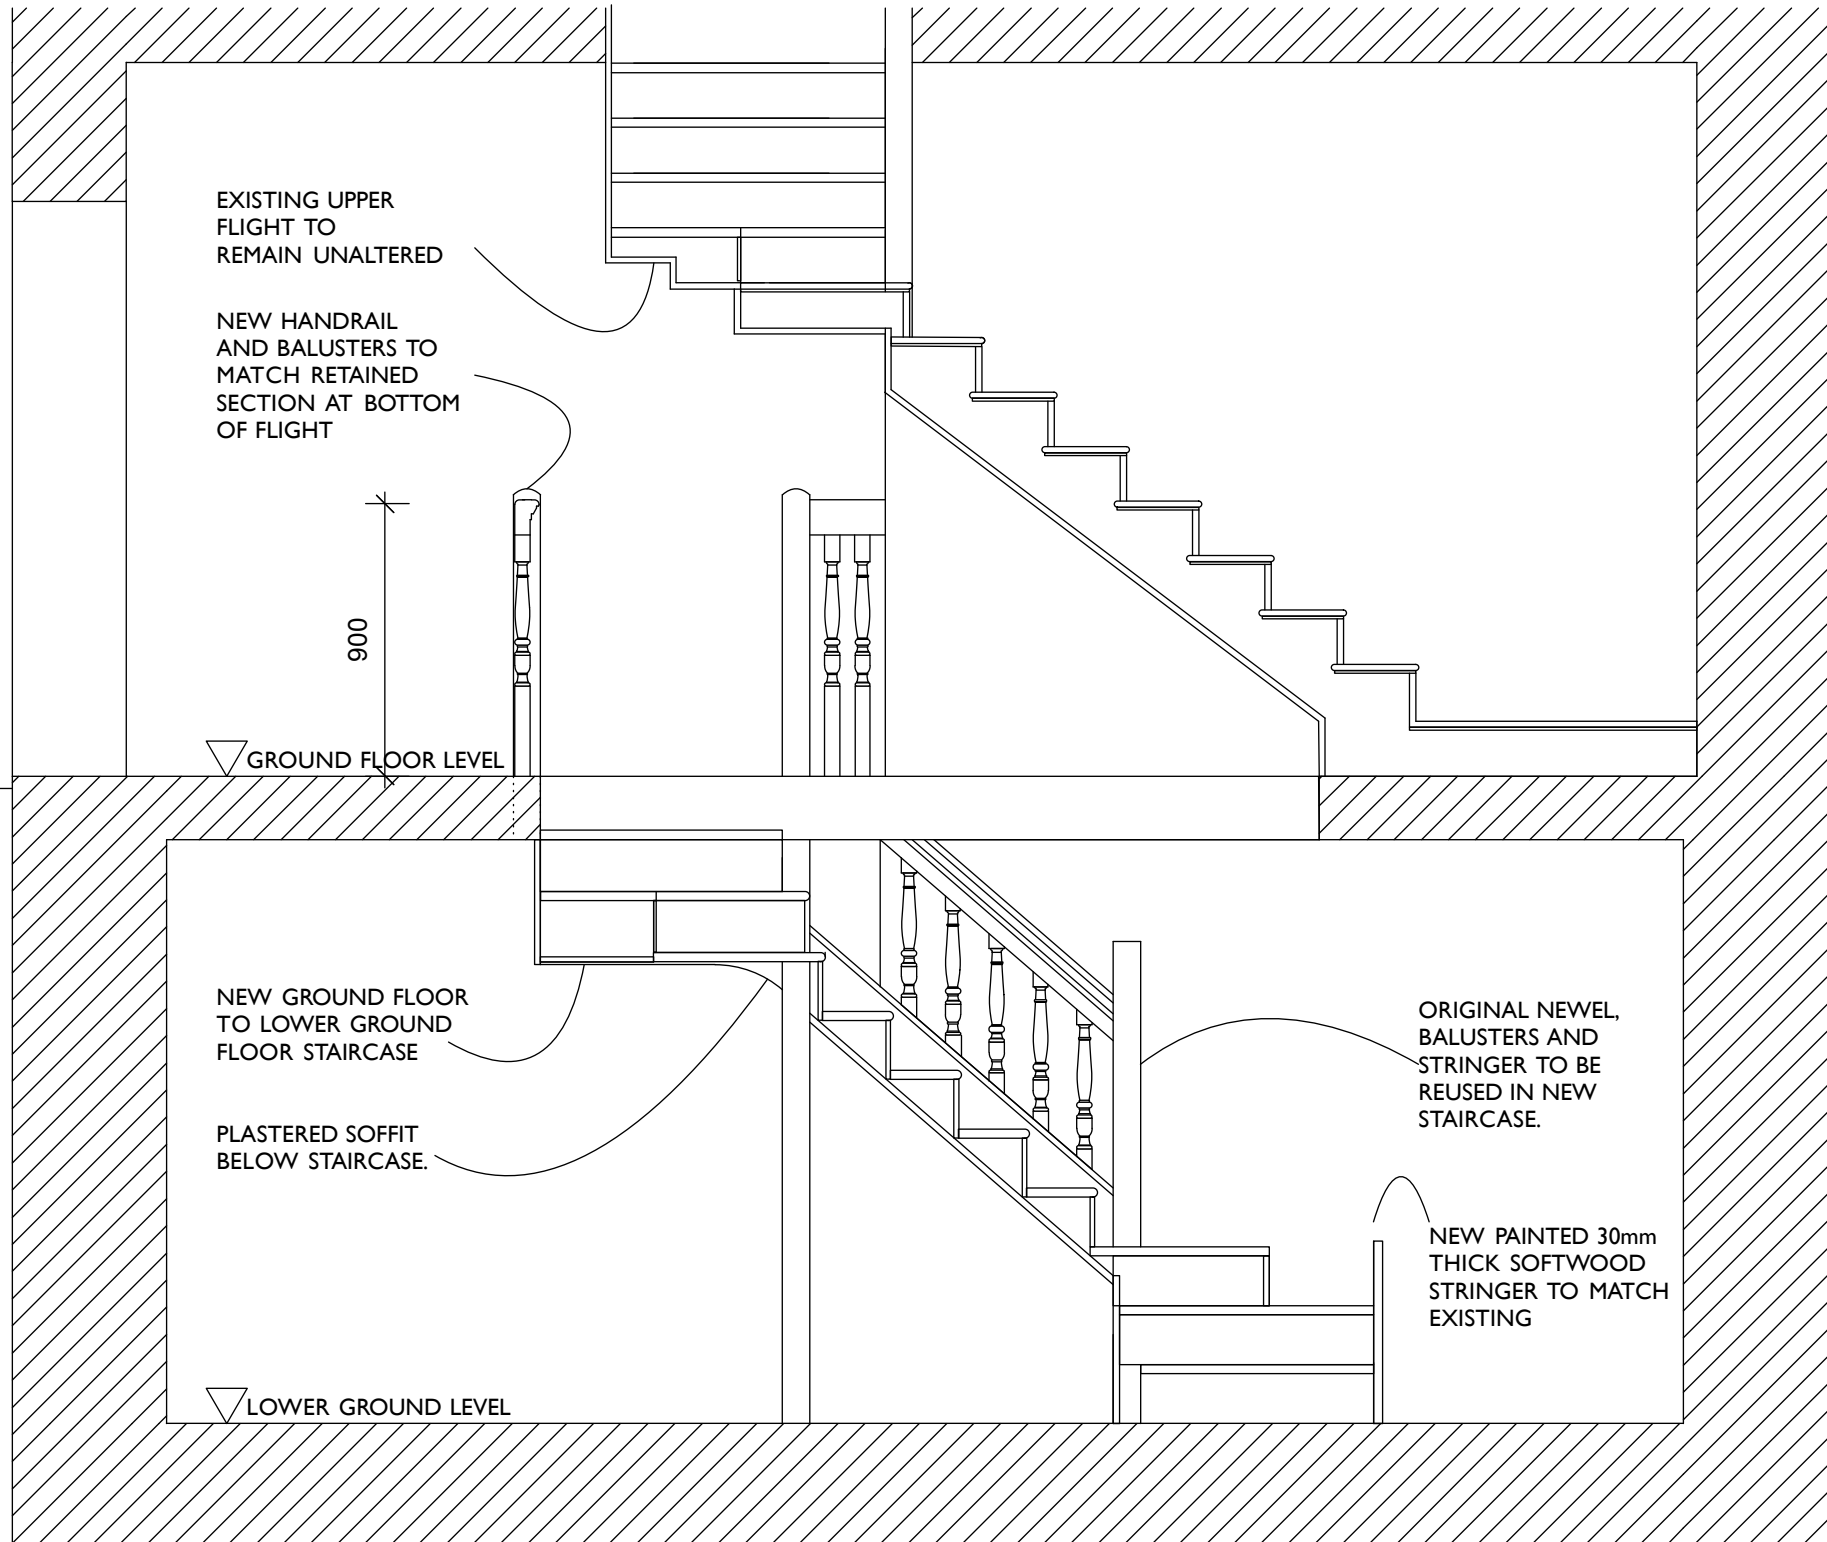 EXISTING UPPER
FLIGHT TO
REMAIN UNALTERED
NEW HANDRAIL
AND BALUSTERS TO
MATCH RETAINED
SECTION AT BOTTOM
OF FLIGHT
900
GROUND FLOOR LEVEL
NEW GROUND FLOOR
TO LOWER GROUND
FLOOR STAIRCASE
PLASTERED SOFFIT
BELOW STAIRCASE.
ORIGINAL NEWEL,
BALUSTERS AND
STRINGER TO BE
REUSED IN NEW
STAIRCASE.
NEW PAINTED 30mm
THICK SOFTWOOD
STRINGER TO MATCH
EXISTING
LOWER GROUND LEVEL